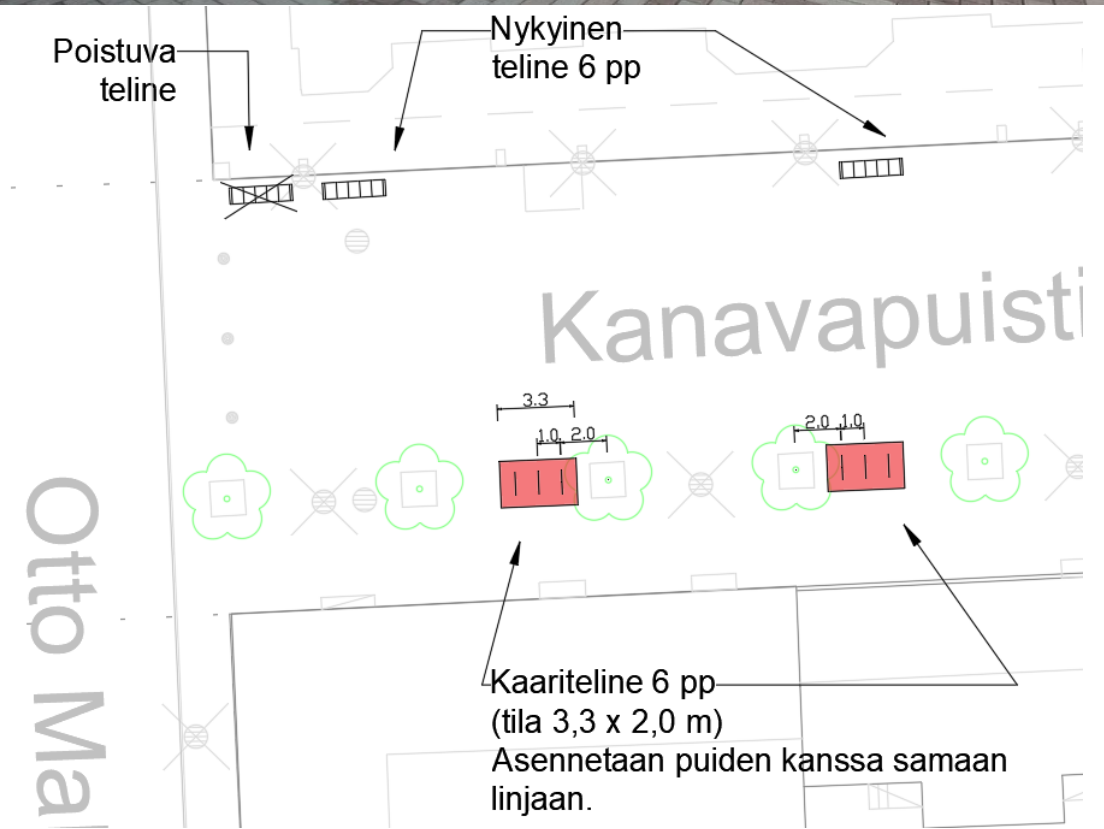 Poistuva
teline
Nykyinen
teline 6 pp
Kanavapuisti
3.3
1.0
2.0
2.0
1.0
Otto Mal
Kaariteline 6 pp
(tila 3,3 x 2,0 m)
Asennetaan puiden kanssa samaan
linjaan.